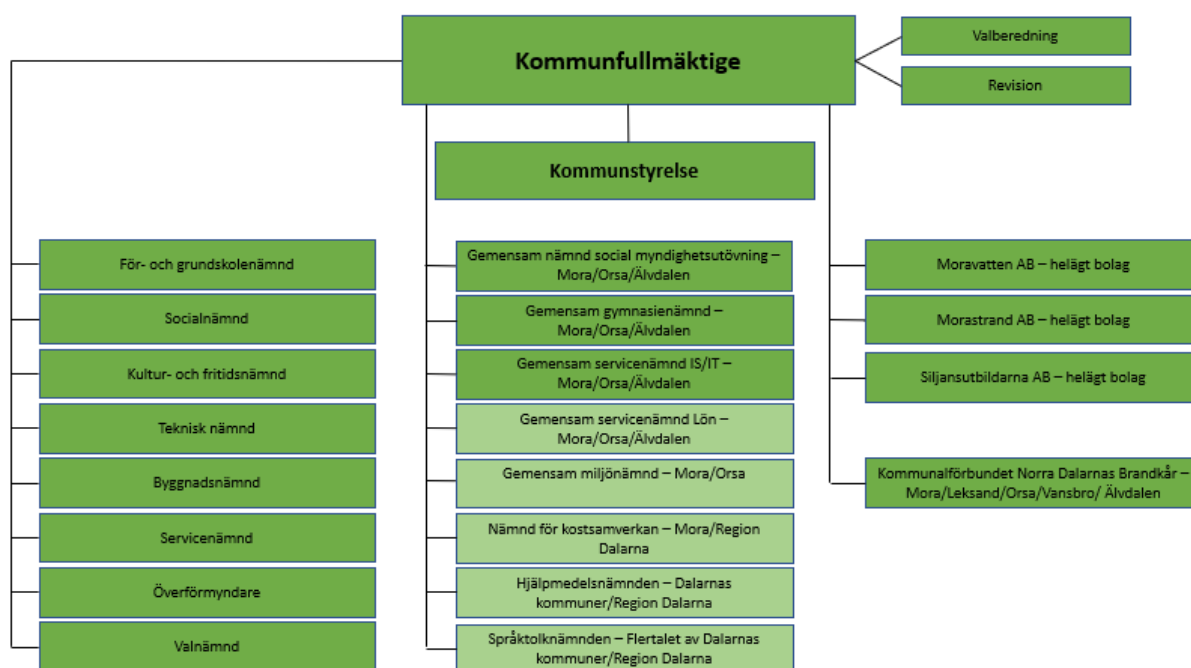 Kommunfullmäktige
Valberedning
Revision
Kommunstyrelse
För- och grundskolenämnd
Socialnämnd
Kultur- och fritidsnämnd
Teknisk nämnd
Byggnadsnämnd
Servicenämnd
Överförmyndare
Valnämnd
Gemensam nämnd social myndighetsutövning –
Mora/Orsa/Älvdalen
Gemensam gymnasienämnd –
Mora/Orsa/Älvdalen
Gemensam servicenämnd IS/IT –
Mora/Orsa/Älvdalen
Gemensam servicenämnd Lön –
Mora/Orsa/Älvdalen
Gemensam miljönämnd – Mora/Orsa
Nämnd för kostsamverkan – Mora/Region
Dalarna
Hjälpmedelsnämnden – Dalarnas
kommuner/Region Dalarna
Språktolknämnden – Flertalet av Dalarnas
kommuner/Region Dalarna
Moravatten AB – helägt bolag
Morastrand AB – helägt bolag
Siljansutbildarna AB – helägt bolag
Kommunalförbundet Norra Dalarnas Brandkår –
Mora/Leksand/Orsa/Vansbro/ Älvdalen